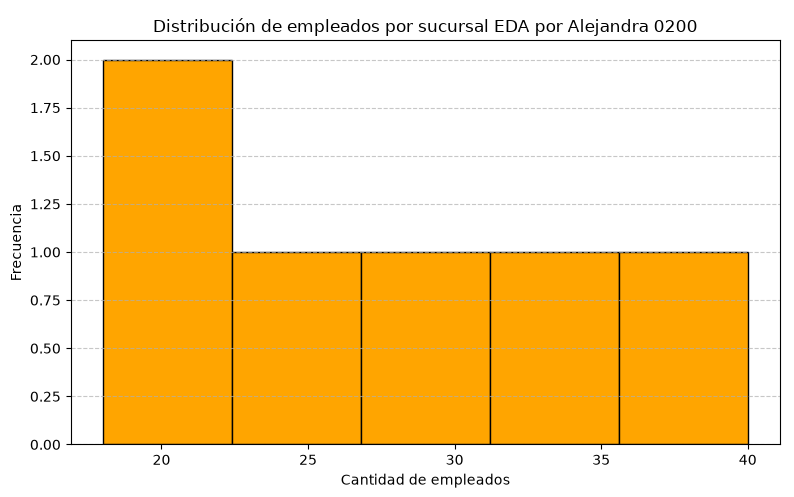 Distribución de empleados por sucursal EDA por Alejandra 0200
2.00
1.75
1.50
1.25
1.00
0.75
0.50
0.25
0.00
Frecuencia
20 25 30 35 40
Cantidad de empleados